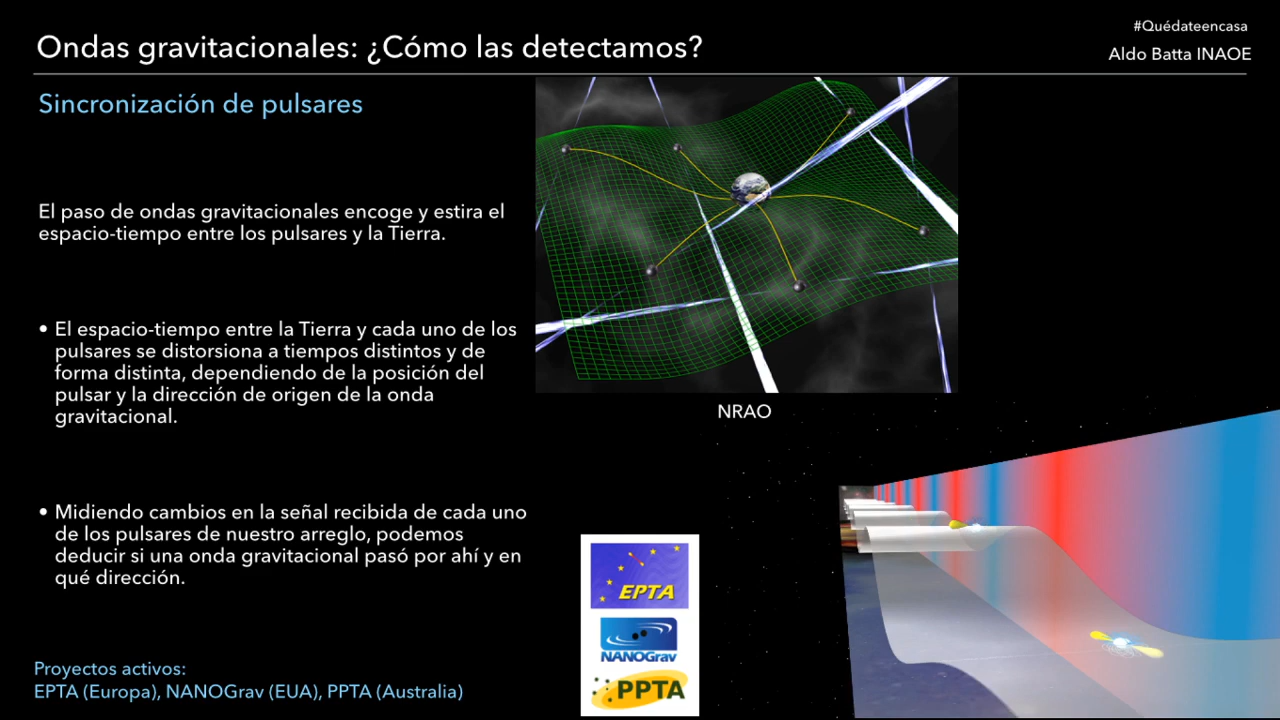 #Quédateencasa
Ondas gravitacionales: ¿Cómo las detectamos?
Aldo Batta INAOE
Sincronización de pulsares
El paso de ondas gravitacionales encoge y estira el
espacio-tiempo entre los pulsares y la Tierra.
• El espacio-tiempo entre la Tierra y cada uno de los
pulsares se distorsiona a tiempos distintos y de
forma distinta, dependiendo de la posición del
pulsar y la dirección de origen de la onda
gravitacional.
NRAO
• Midiendo cambios en la señal recibida de cada uno
de los pulsares de nuestro arreglo, podemos
deducir si una onda gravitacional pasó por ahí y en
qué dirección.
EPTA
NANOGrav
PPTA
Proyectos activos:
EPTA (Europa), NANOGrav (EUA), PPTA (Australia)